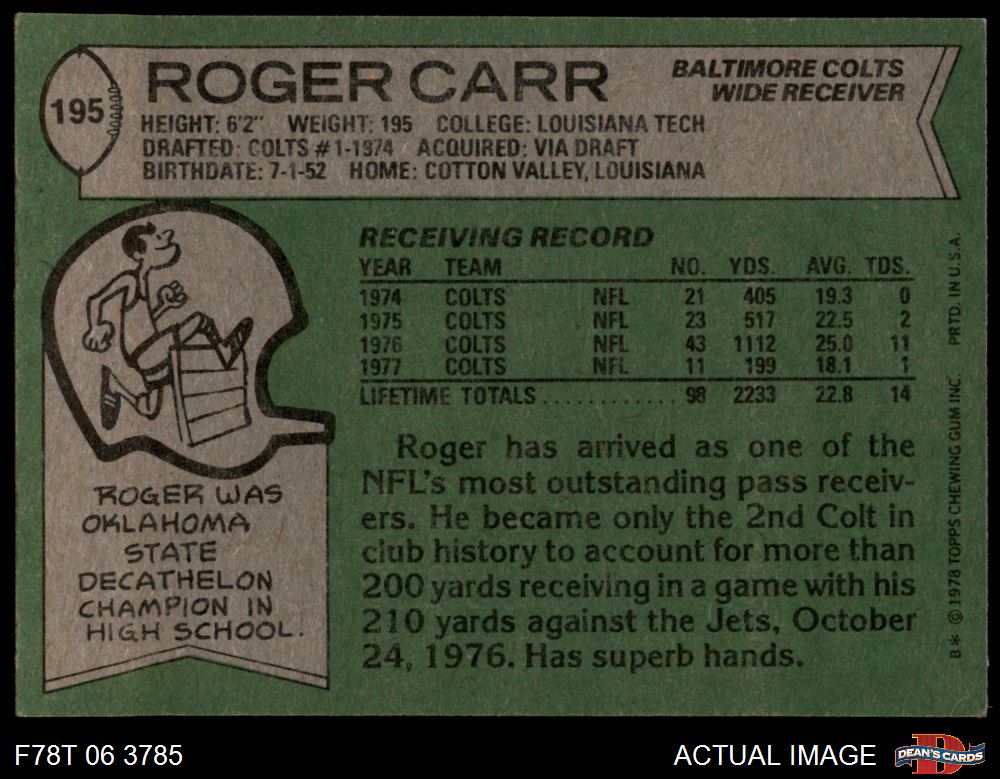 195
ROGER CARR
BALTIMORE COLTS
WIDE RECEIVER
HEIGHT: 6'2" WEIGHT: 195 COLLEGE: LOUISIANA TECH
DRAFTED: COLTS #1-1974 ACQUIRED: VIA DRAFT
BIRTHDATE: 7-1-52 HOME: COTTON VALLEY, LOUISIANA
RECEIVING RECORD
YEAR TEAM NO. YDS. AVG. TDS.
1974 COLTS NFL 21 405 19.3 0
1975 COLTS NFL 23 517 22.5 2
1976 COLTS NFL 43 1112 25.0 11
1977 COLTS NFL 11 199 18.1 1
LIFETIME TOTALS............ 98 2233 22.8 14
Roger has arrived as one of the
NFL's most outstanding pass receiv-
ers. He became only the 2nd Colt in
club history to account for more than
200 yards receiving in a game with his
210 yards against the Jets, October
24, 1976. Has superb hands.
ROGER WAS
OKLAHOMA
STATE
DECATHELON
CHAMPION IN
HIGH SCHOOL.
B* ©1978 TOPPS CHEWING GUM INC. PRTD. IN U.S.A.
F78T 06 3785
ACTUAL IMAGE
DEAN'S CARDS